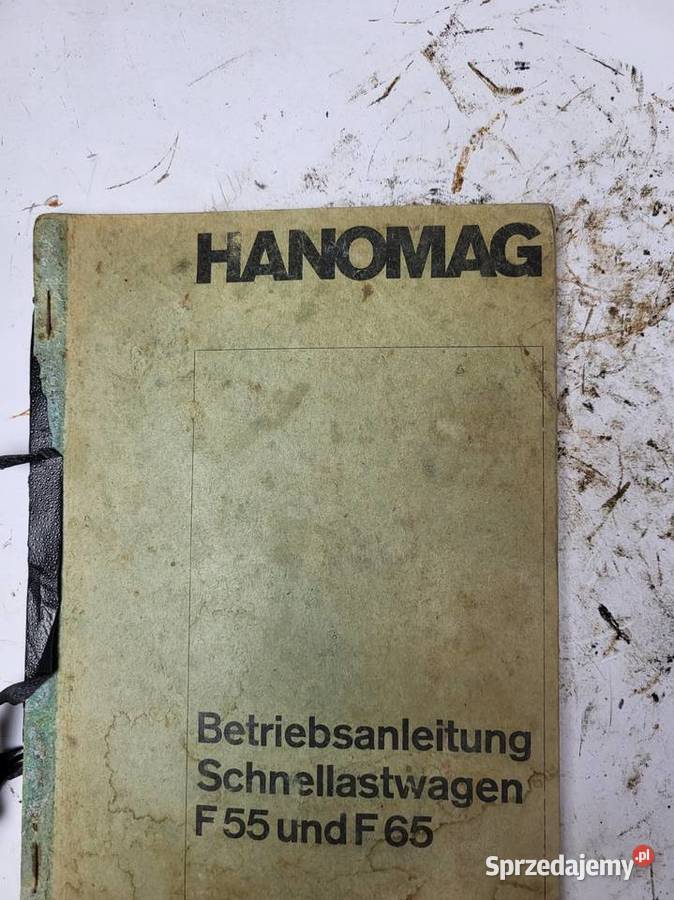 HANOMAG
Betriebsanleitung
Schnellastwagen
F 55 und F 65
Sprzedajemy.pl